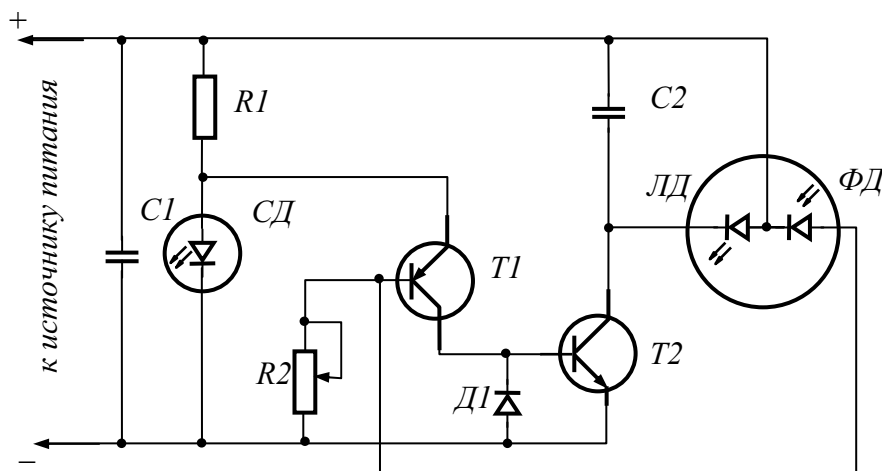 +
к источнику питания
R1
C2
C1
СД
ЛД
ФД
T1
R2
Д1
T2
–